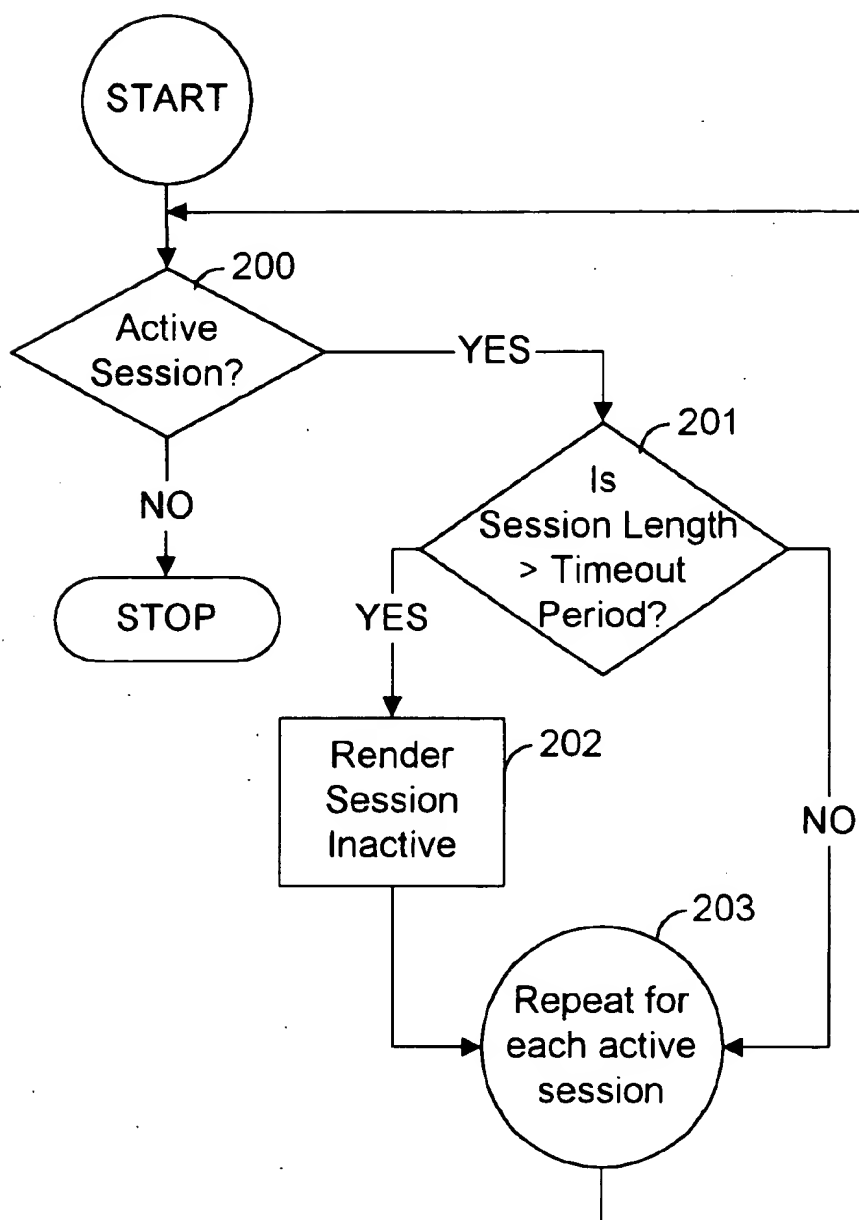 START
200
Active
Session?
YES
201
Is
Session Length
> Timeout
Period?
NO
STOP
YES
202
Render
Session
Inactive
NO
203
Repeat for
each active
session